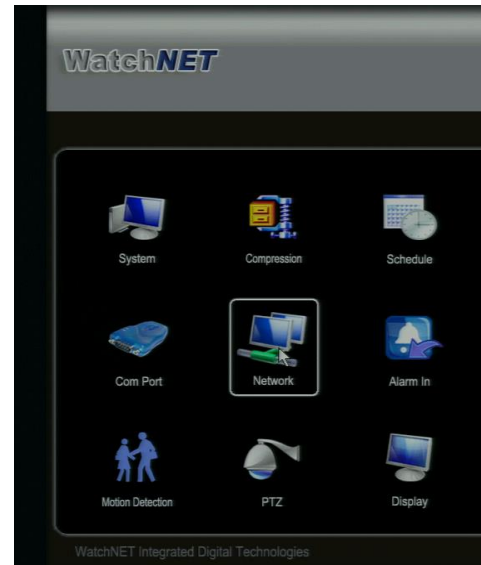 WatchNET
System Compression Schedule
Com Port Network Alarm In
Motion Detection PTZ Display
WatchNET Integrated Digital Technologies